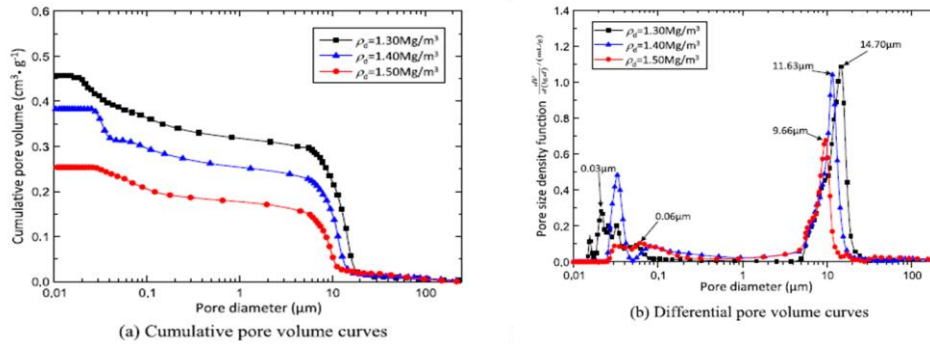 0.6
0.5
0.4
0.3
0.2
0.1
0.0
Cumulative pore volume (cm³· g⁻¹)
ρd=1.30Mg/m³
ρd=1.40Mg/m³
ρd=1.50Mg/m³
0,01 0,1 1 10 100
Pore diameter (μm)
(a) Cumulative pore volume curves
1.4
1.2
1.0
0.8
0.6
0.4
0.2
0.0
Pore size density function
ρd=1.30Mg/m³
ρd=1.40Mg/m³
ρd=1.50Mg/m³
14.70μm
11.63μm
9.66μm
0.03μm
0.06μm
0,01 0,1 1 10 100
Pore diameter (μm)
(b) Differential pore volume curves